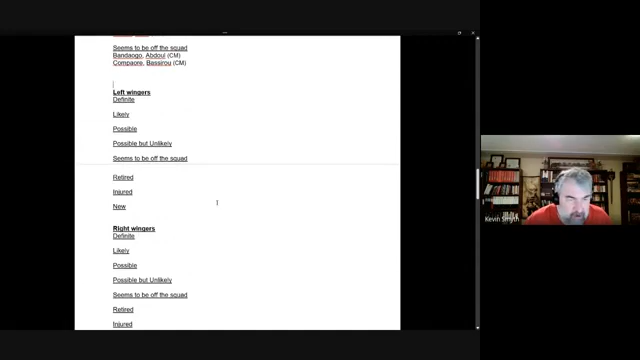 Seems to be off the squad
Bandaogo, Abdoul (CM)
Compaore, Bassirou (CM)
Left wingers
Definite
Likely
Possible
Possible but Unlikely
Seems to be off the squad
Retired
Injured
New
Right wingers
Definite
Likely
Possible
Possible but Unlikely
Seems to be off the squad
Retired
Injured
Kevin Smyth